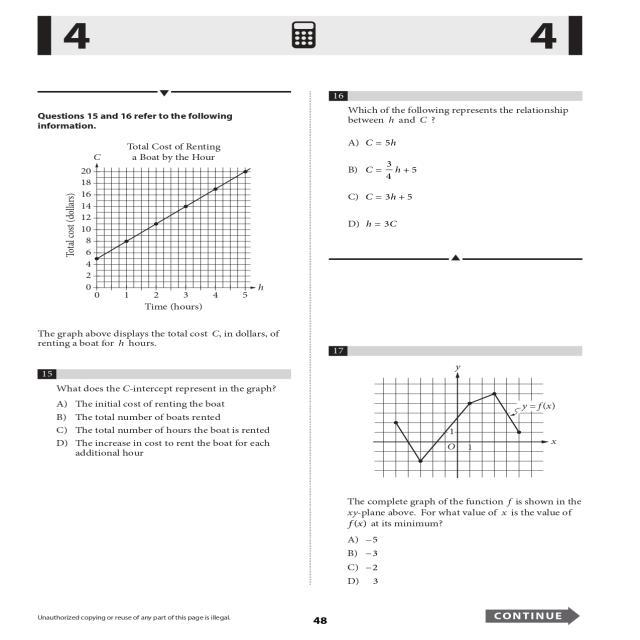 4
4
Questions 15 and 16 refer to the following
information.
Total Cost of Renting
a Boat by the Hour
C
Total cost (dollars)
20
18
16
14
12
10
8
6
4
2
0
0 1 2 3 4 5
h
Time (hours)
The graph above displays the total cost C, in dollars, of
renting a boat for h hours.
15
What does the C-intercept represent in the graph?
A) The initial cost of renting the boat
B) The total number of boats rented
C) The total number of hours the boat is rented
D) The increase in cost to rent the boat for each
additional hour
16
Which of the following represents the relationship
between h and C ?
A) C = 5h
B) C = 3/4 h + 5
C) C = 3h + 5
D) h = 3C
17
y
y = f(x)
1
x
O 1
The complete graph of the function f is shown in the
xy-plane above. For what value of x is the value of
f(x) at its minimum?
A) −5
B) −3
C) −2
D) 3
Unauthorized copying or reuse of any part of this page is illegal.
48
CONTINUE